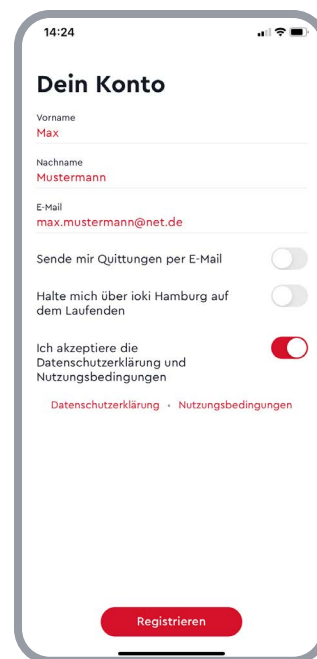 14:24
Dein Konto
Vorname
Max
Nachname
Mustermann
E-Mail
max.mustermann@net.de
Sende mir Quittungen per E-Mail
Halte mich über ioki Hamburg auf
dem Laufenden
Ich akzeptiere die
Datenschutzerklärung und
Nutzungsbedingungen
Datenschutzerklärung • Nutzungsbedingungen
Registrieren